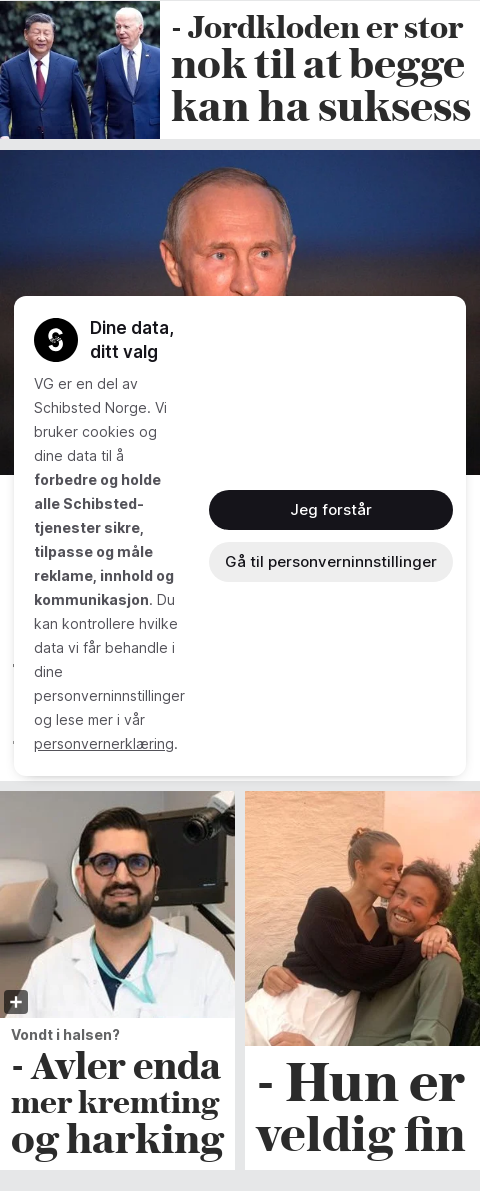 - Jordkloden er stor
nok til at begge
kan ha suksess
Dine data,
ditt valg
VG er en del av
Schibsted Norge. Vi
bruker cookies og
dine data til å
forbedre og holde
alle Schibsted-
tjenester sikre,
tilpasse og måle
reklame, innhold og
kommunikasjon. Du
kan kontrollere hvilke
data vi får behandle i
dine
personverninnstillinger
og lese mer i vår
personvernerklæring.
Jeg forstår
Gå til personverninnstillinger
Vondt i halsen?
- Avler enda
mer kremting
og harking
- Hun er
veldig fin